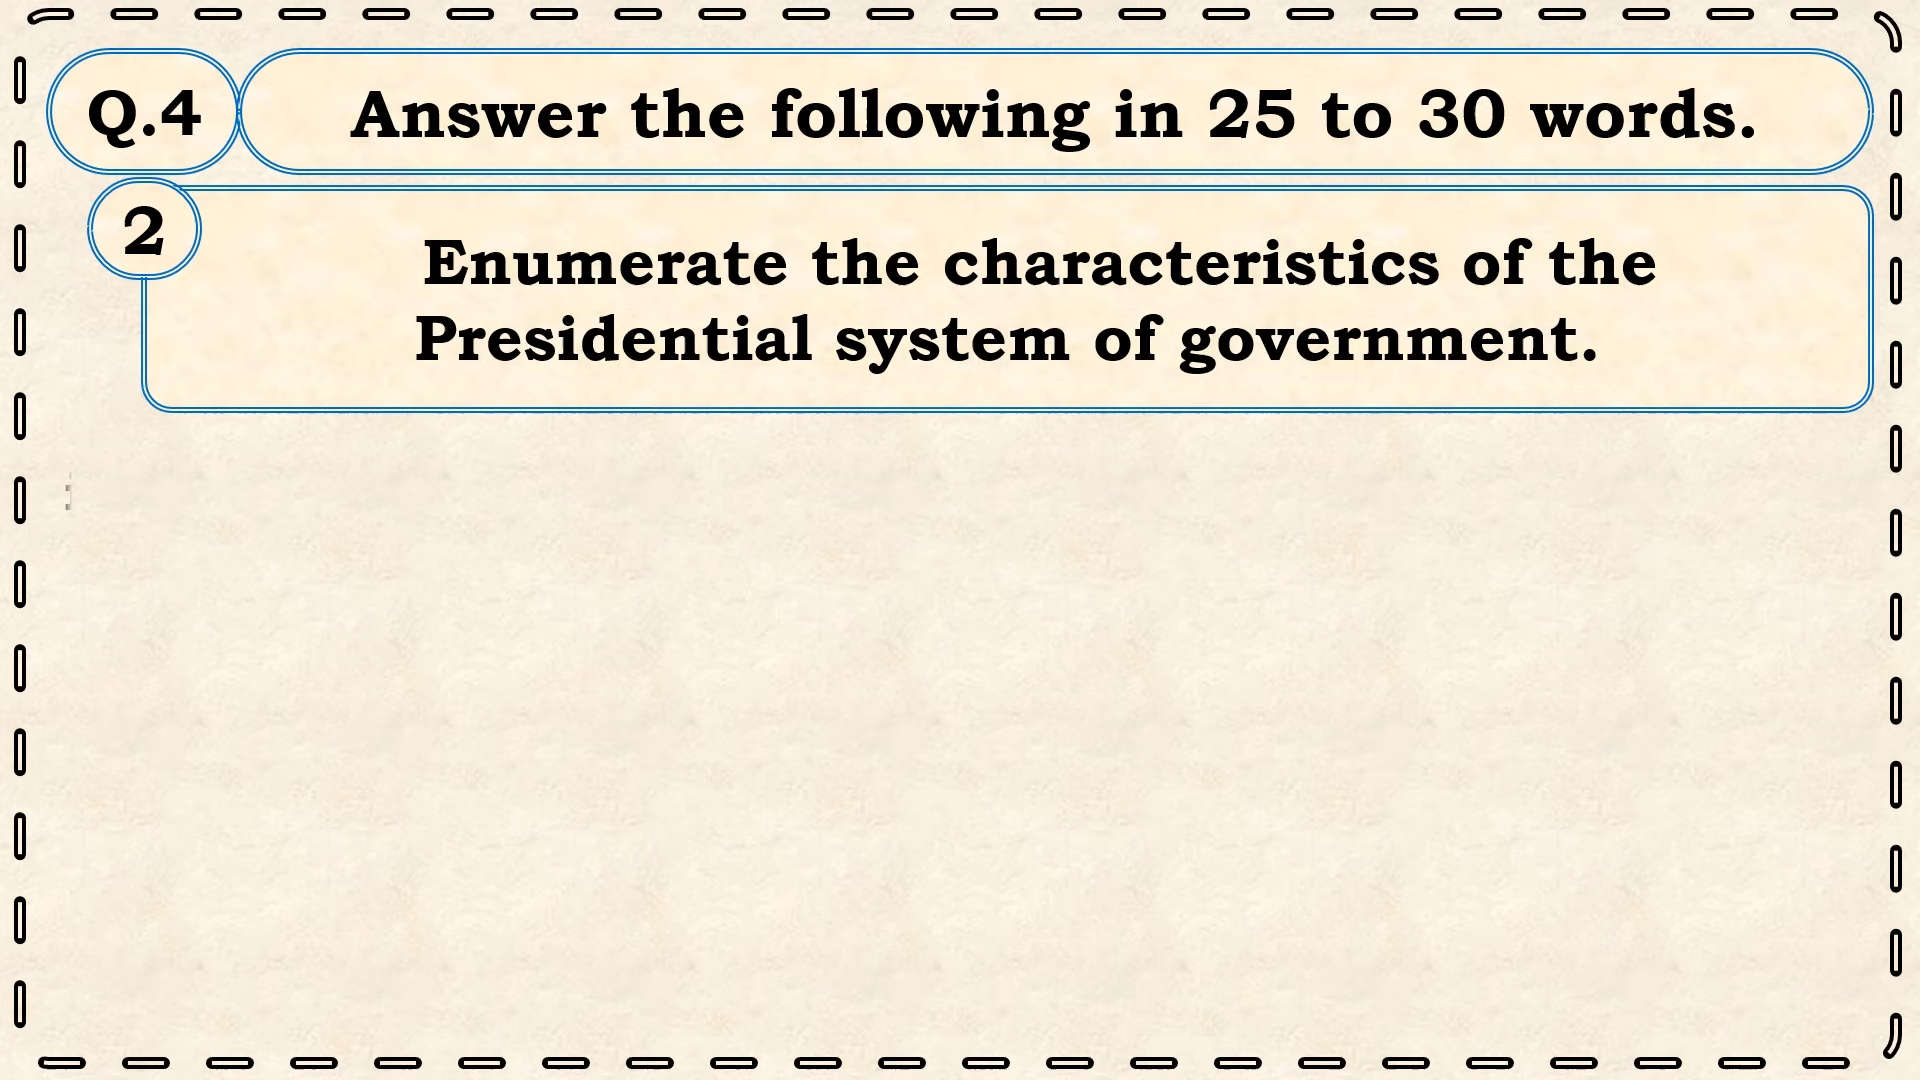 Q.4
Answer the following in 25 to 30 words.
2
Enumerate the characteristics of the
Presidential system of government.